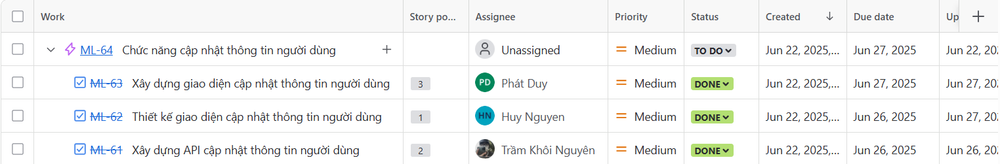 Work Story po... Assignee Priority Status Created Due date Up
ML-64 Chức năng cập nhật thông tin người dùng Unassigned Medium TO DO Jun 22, 2025,... Jun 27, 2025 Jun 22, 20
ML-63 Xây dựng giao diện cập nhật thông tin người dùng 3 PD Phát Duy Medium DONE Jun 22, 2025,... Jun 27, 2025 Jun 27, 20
ML-62 Thiết kế giao diện cập nhật thông tin người dùng 1 HN Huy Nguyen Medium DONE Jun 22, 2025,... Jun 26, 2025 Jun 27, 20
ML-61 Xây dựng API cập nhật thông tin người dùng 2 Trầm Khôi Nguyên Medium DONE Jun 22, 2025,... Jun 26, 2025 Jun 26, 20